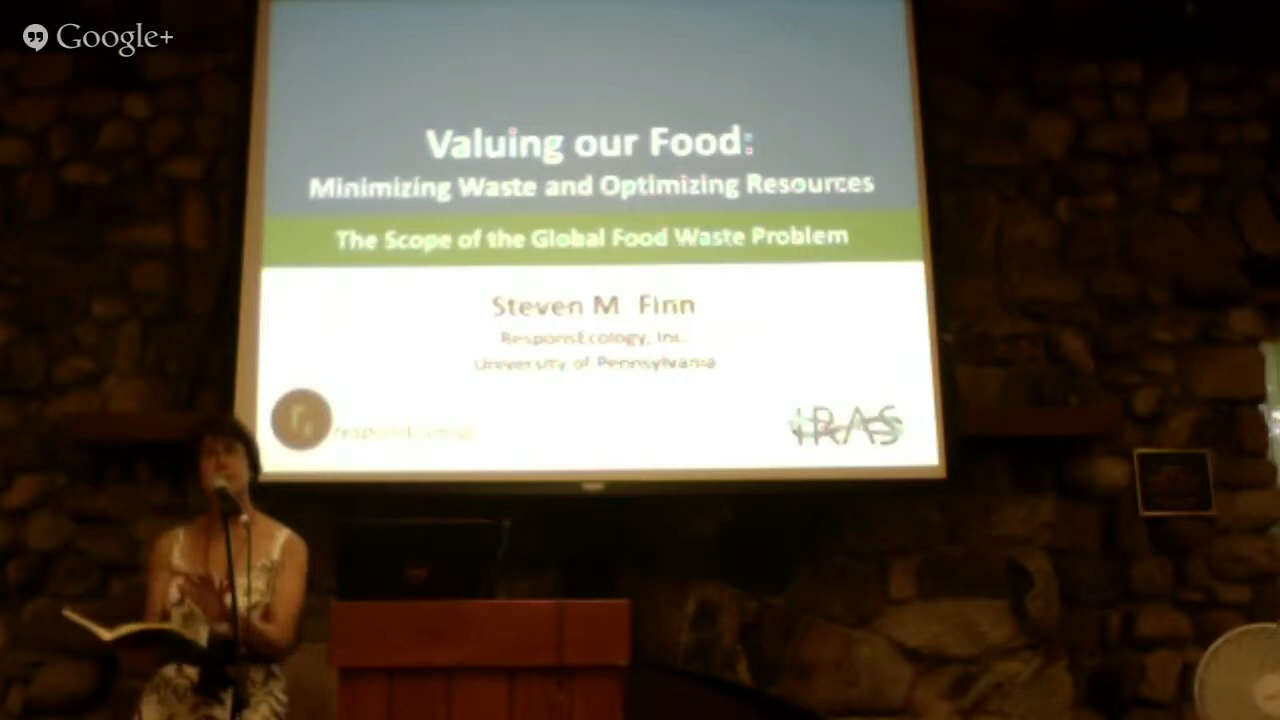 Google+
Valuing our Food:
Minimizing Waste and Optimizing Resources
The Scope of the Global Food Waste Problem
Steven M. Finn
ResponsEcology, Inc.
University of Pennsylvania
IRAS